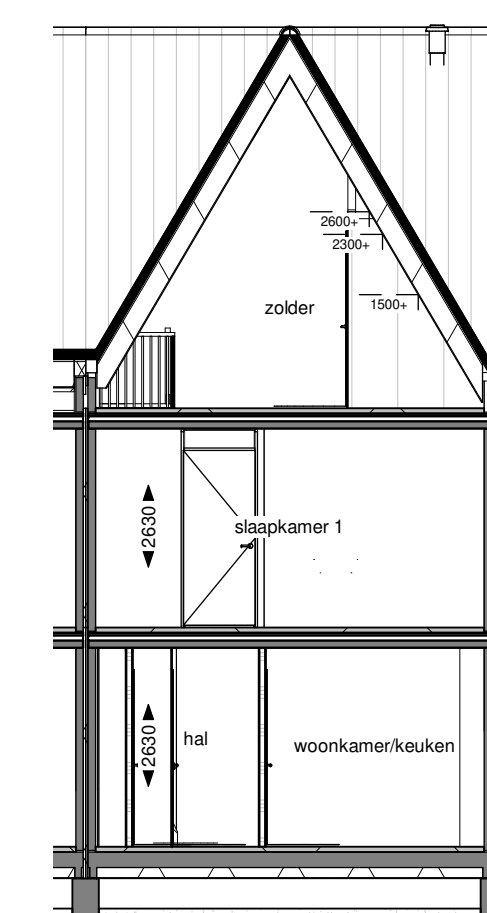 2600+
2300+
zolder
1500+
2630
slaapkamer 1
2630
hal
woonkamer/keuken